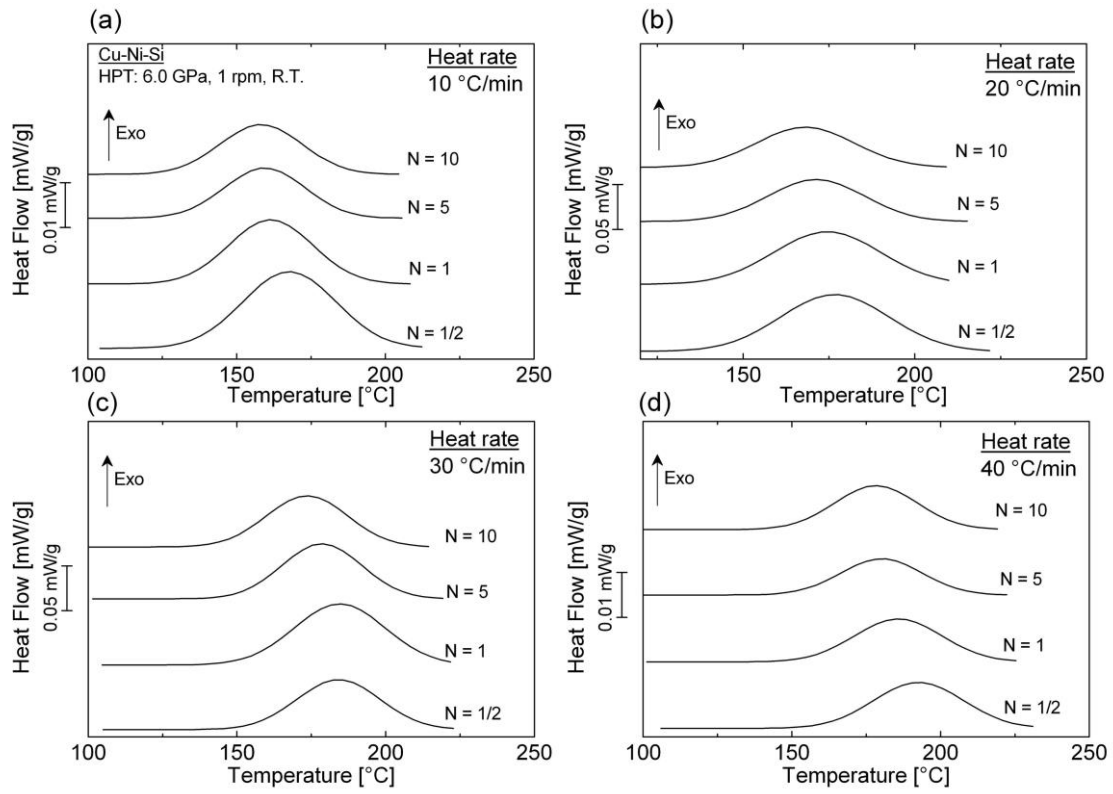 (a)
Cu-Ni-Si
HPT: 6.0 GPa, 1 rpm, R.T.
Heat rate
10 °C/min
Exo
N = 10
N = 5
N = 1
N = 1/2
Heat Flow [mW/g]
0.01 mW/g
100 150 200 250
Temperature [°C]
(b)
Heat rate
20 °C/min
Exo
N = 10
N = 5
N = 1
N = 1/2
Heat Flow [mW/g]
0.05 mW/g
150 200 250
Temperature [°C]
(c)
Heat rate
30 °C/min
Exo
N = 10
N = 5
N = 1
N = 1/2
Heat Flow [mW/g]
0.05 mW/g
100 150 200 250
Temperature [°C]
(d)
Heat rate
40 °C/min
Exo
N = 10
N = 5
N = 1
N = 1/2
Heat Flow [mW/g]
0.01 mW/g
100 150 200 250
Temperature [°C]